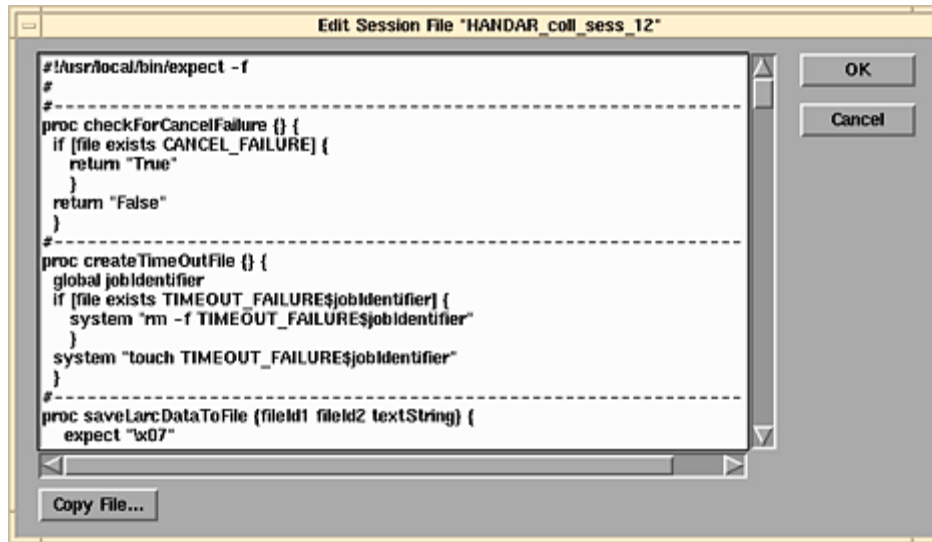 Edit Session File "HANDAR_coll_sess_12"
#!/usr/local/bin/expect -f
#
#-------------------------------------------------------------
proc checkForCancelFailure {} {
if [file exists CANCEL_FAILURE] {
return "True"
}
return "False"
}
#-------------------------------------------------------------
proc createTimeOutFile {} {
global jobIdentifier
if [file exists TIMEOUT_FAILURE$jobIdentifier] {
system "rm -f TIMEOUT_FAILURE$jobIdentifier"
}
system "touch TIMEOUT_FAILURE$jobIdentifier"
}
#-------------------------------------------------------------
proc saveLarcDataToFile {fileId1 fileId2 textString} {
expect "\x07"
OK
Cancel
Copy File...